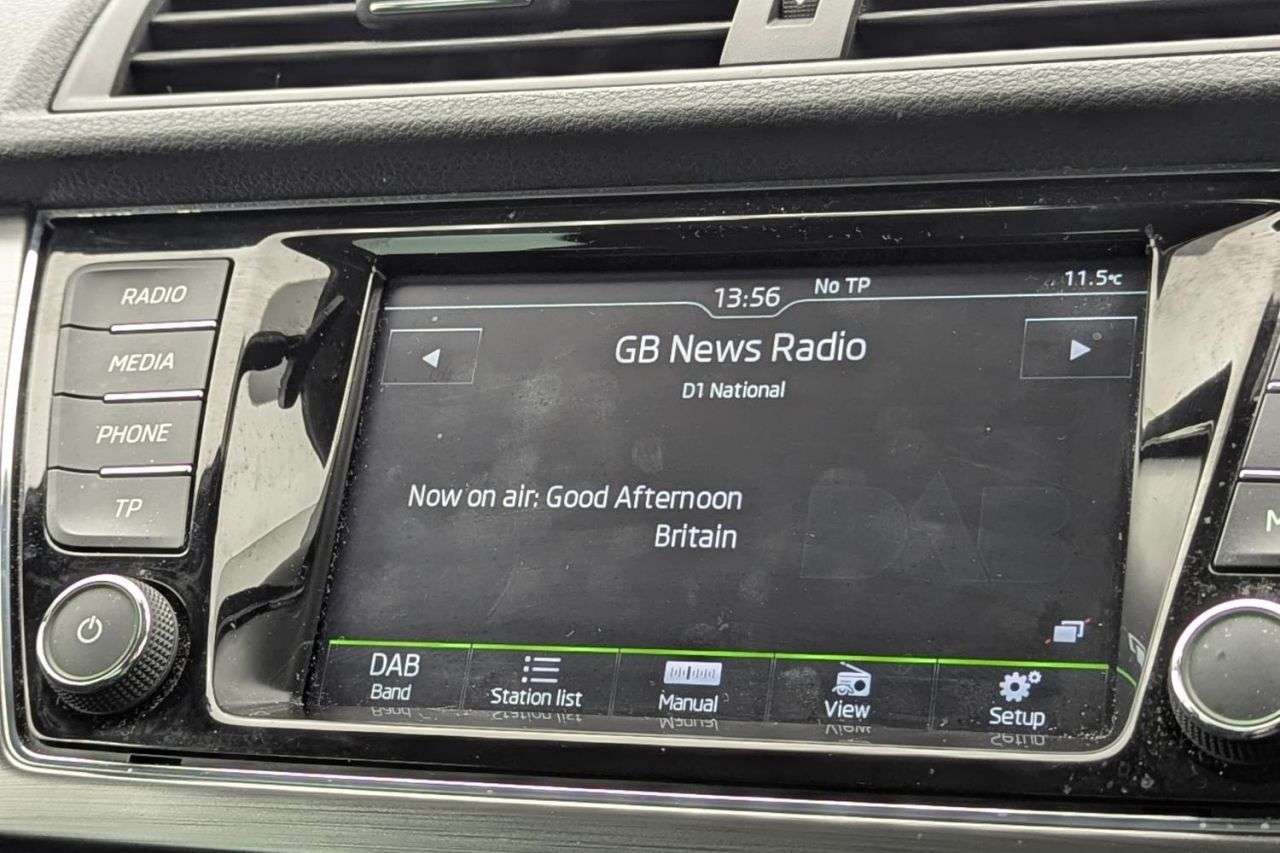 RADIO
MEDIA
PHONE
TP
13:56
No TP
11.5°C
GB News Radio
D1 National
Now on air: Good Afternoon
Britain
DAB
DAB
Band
Station list
Manual
View
Setup